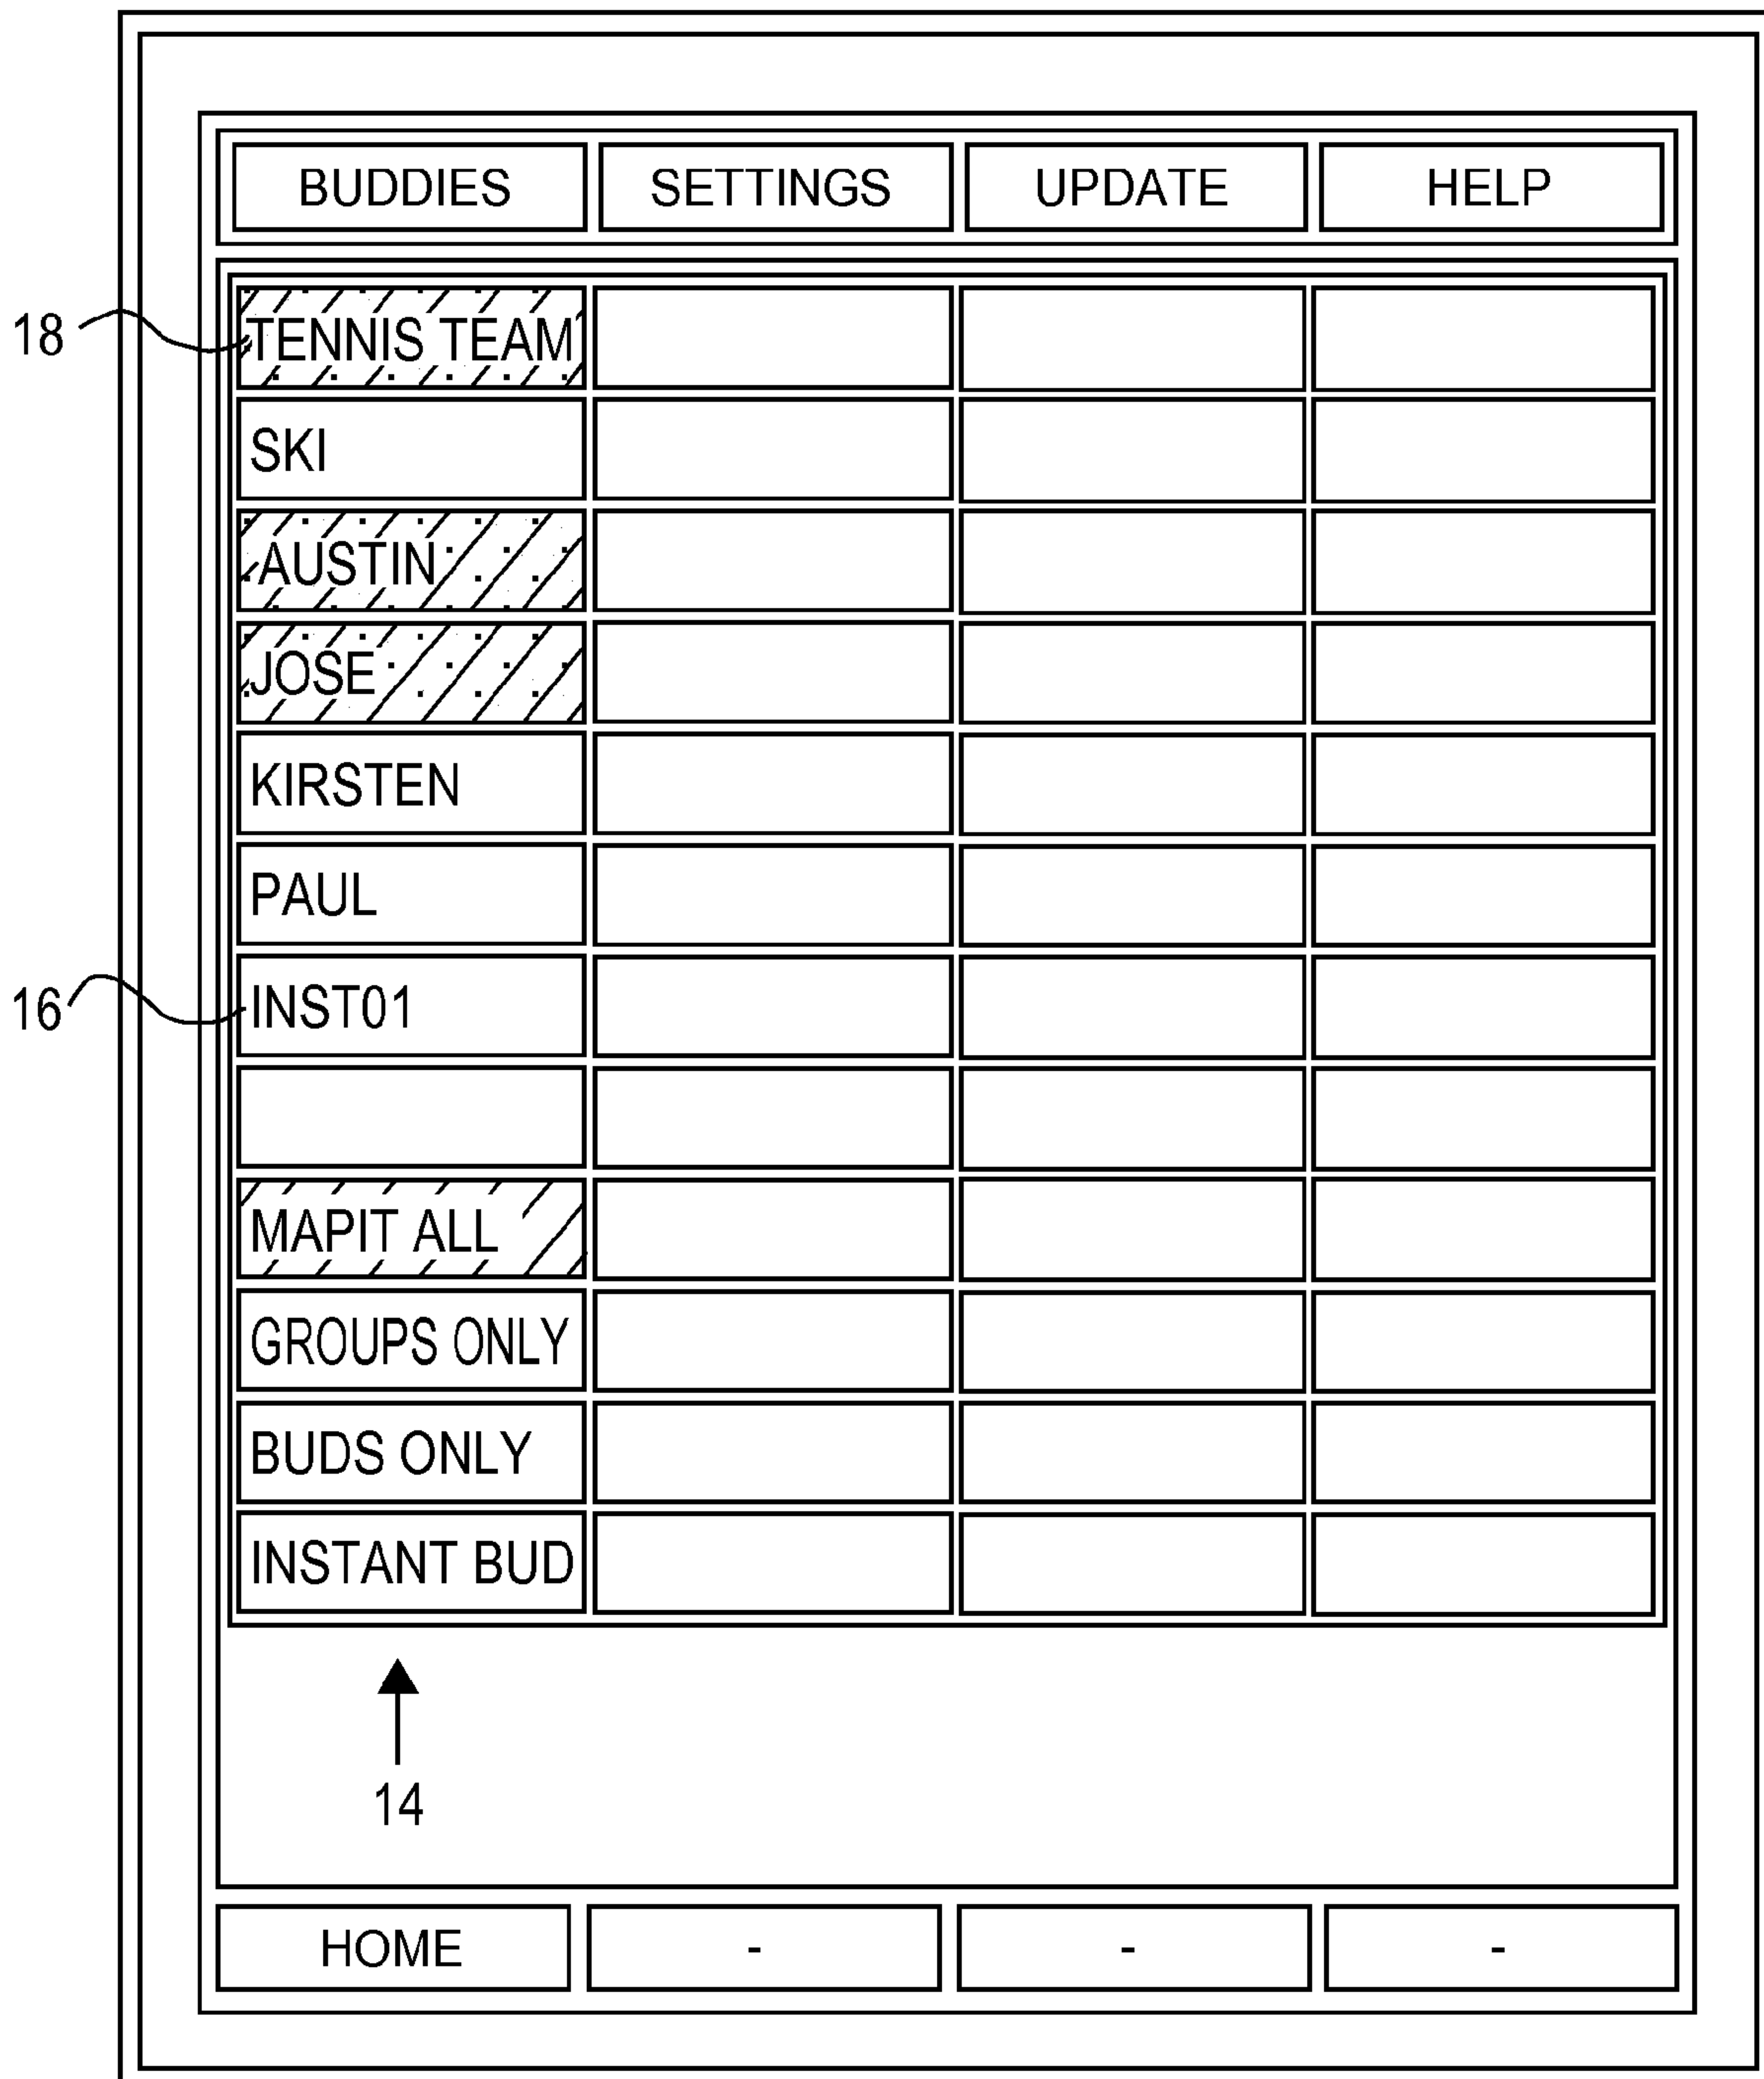 BUDDIES SETTINGS UPDATE HELP
18 TENNIS TEAM
SKI
AUSTIN
JOSE
KIRSTEN
PAUL
16 INST01
MAPIT ALL
GROUPS ONLY
BUDS ONLY
INSTANT BUD
14
HOME - - -